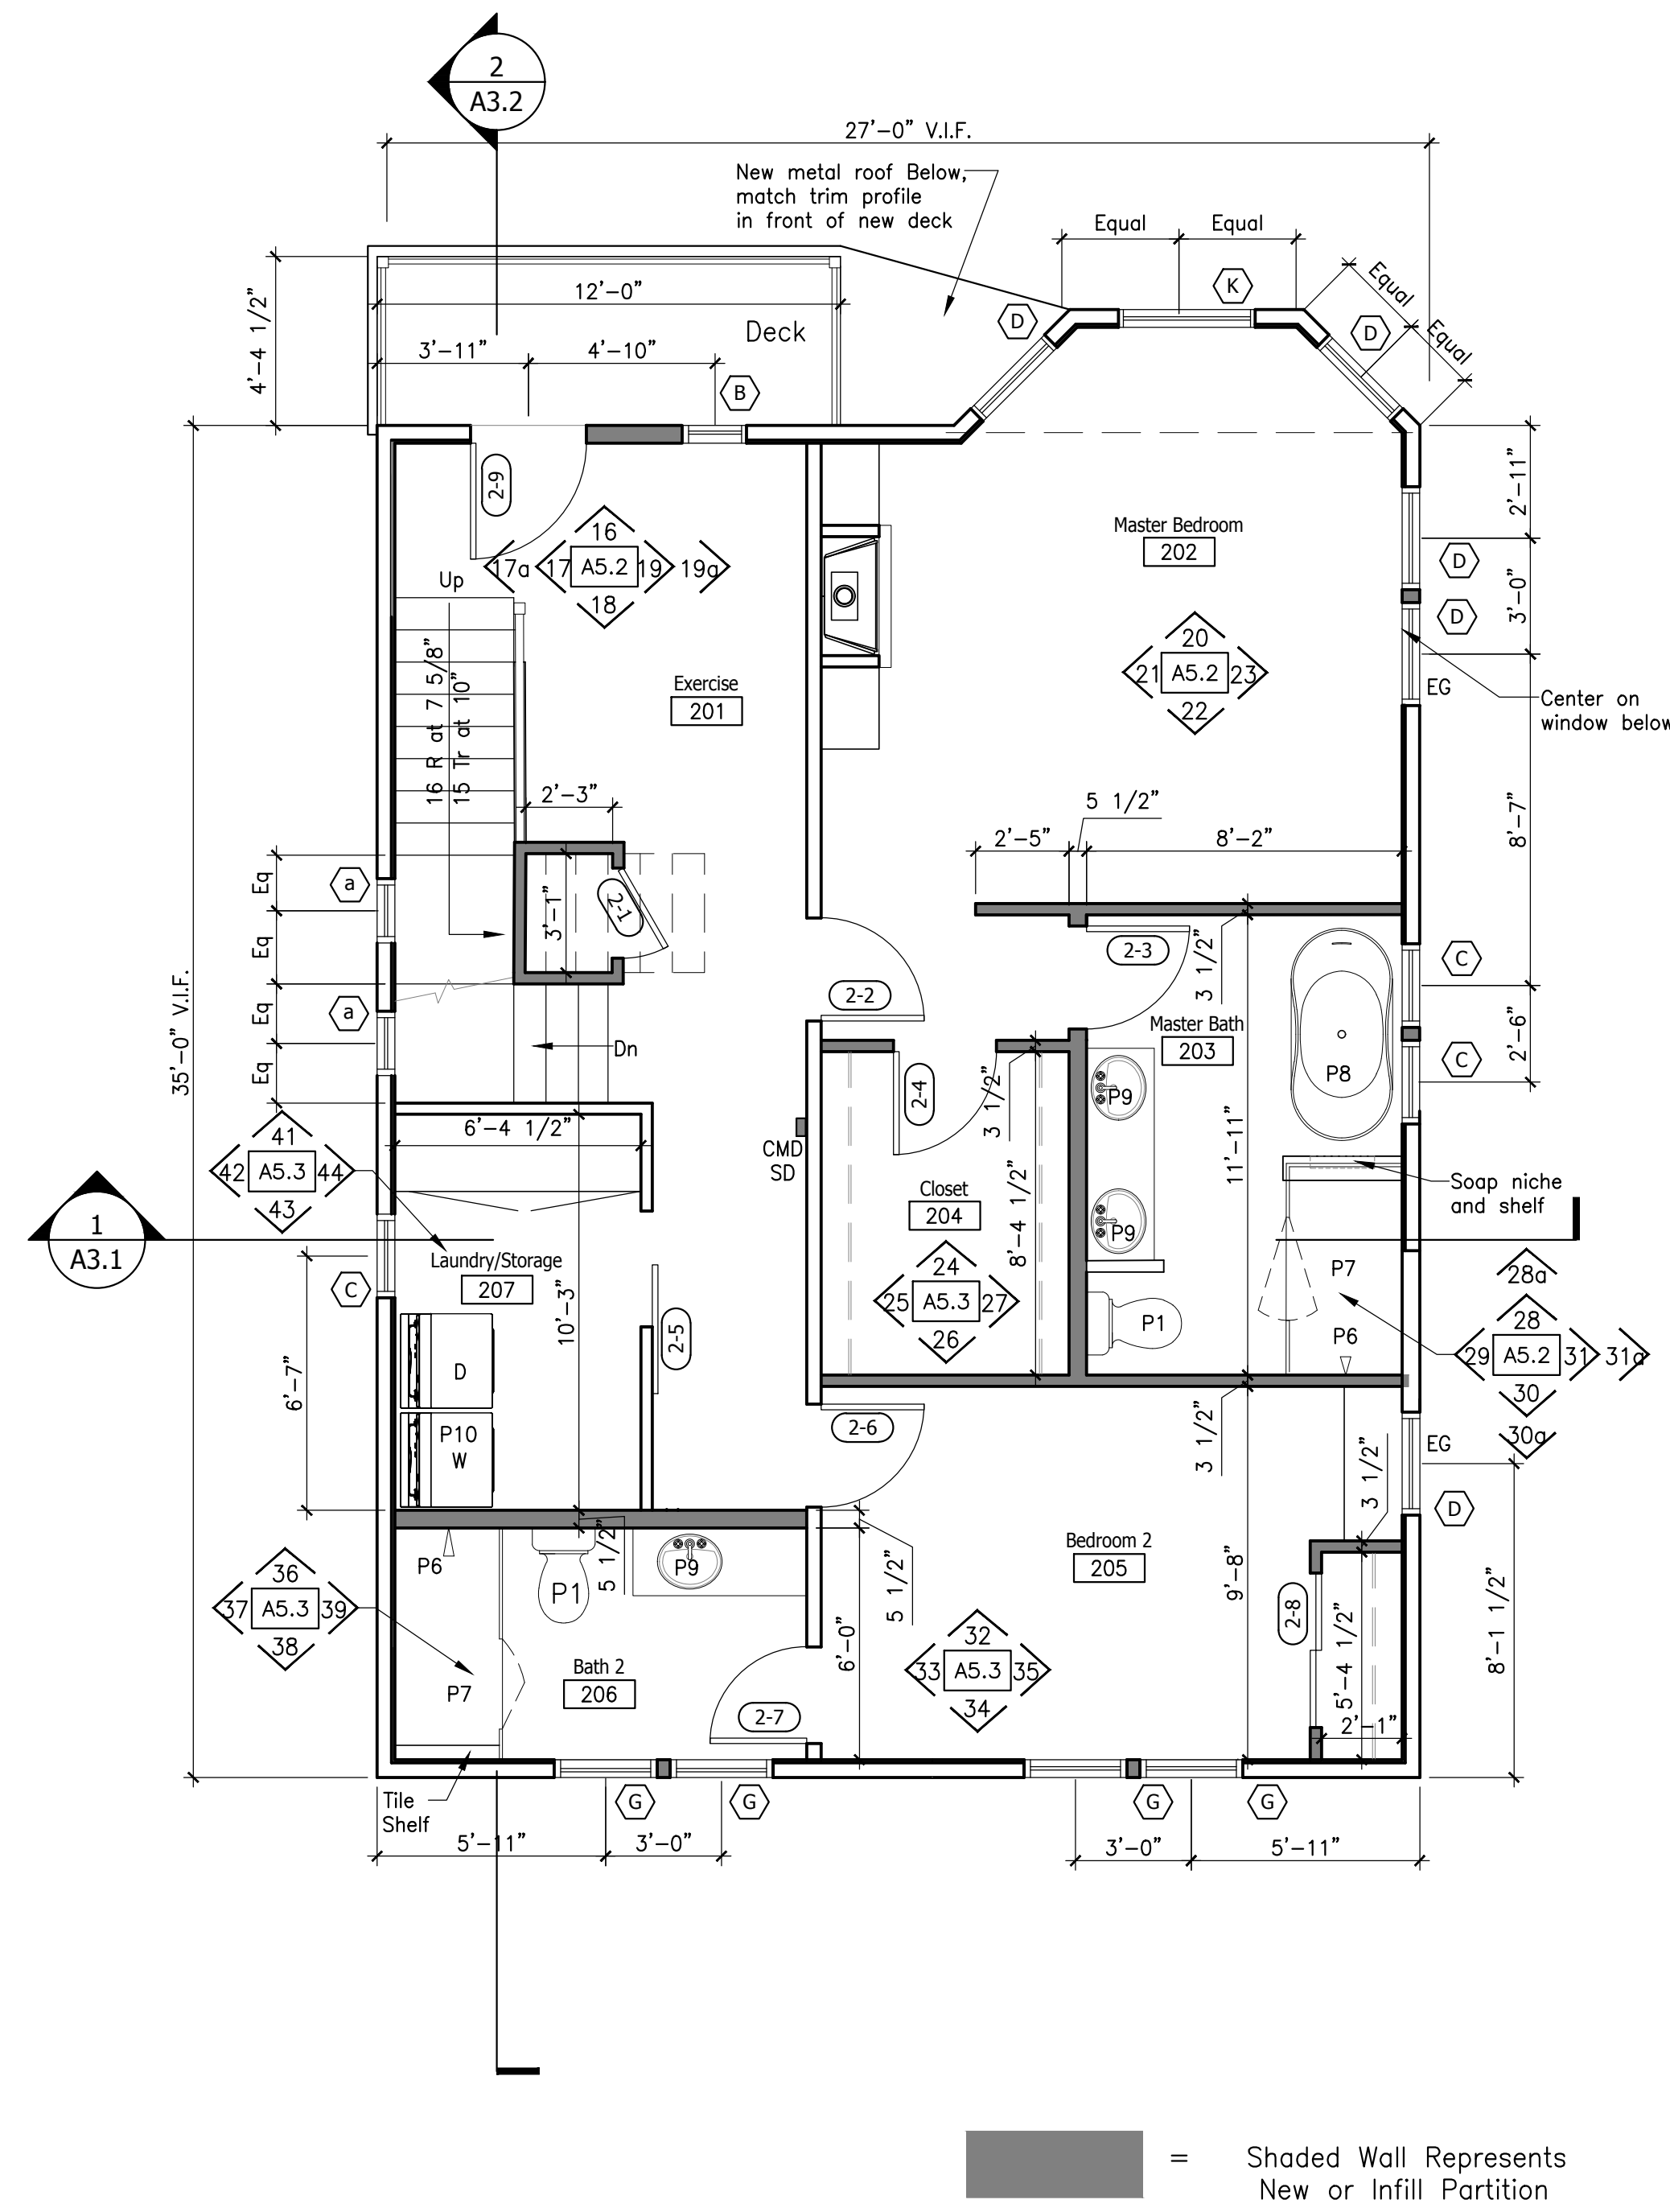 2
A3.2
27'-0" V.I.F.
New metal roof Below,
match trim profile
in front of new deck
Equal
Equal
Equal
Equal
K
D
D
12'-0"
Deck
4'-4 1/2"
3'-11"
4'-10"
B
2-9
16
17a
17
A5.2
19
19a
18
Up
16 R at 7 5/8"
15 Tr at 10"
Exercise
201
Master Bedroom
202
20
21
A5.2
23
22
2'-11"
D
3'-0"
D
EG
Center on
window below
8'-7"
2'-3"
3'-1"
2-1
2'-5"
5 1/2"
8'-2"
Eq
Eq
Eq
Eq
a
a
35'-0" V.I.F.
Dn
2-2
2-3
3 1/2"
Master Bath
203
C
C
2'-6"
P8
P9
P9
2-4
3 1/2"
CMD
SD
Closet
204
8'-4 1/2"
11'-11"
24
25
A5.3
27
26
Soap niche
and shelf
6'-4 1/2"
41
42
A5.3
44
43
1
A3.1
Laundry/Storage
207
C
10'-3"
6'-7"
D
P10
W
2-5
P1
P7
P6
28a
28
29
A5.2
31
31a
30
30a
2-6
3 1/2"
3 1/2"
EG
D
Bedroom 2
205
9'-8"
5 1/2"
5 1/2"
6'-0"
P6
P1
P9
36
37
A5.3
39
38
P7
Bath 2
206
2-7
32
33
A5.3
35
34
2-8
5'-4 1/2"
2'-1"
8'-1 1/2"
Tile
Shelf
G
G
G
G
5'-11"
3'-0"
3'-0"
5'-11"
= Shaded Wall Represents
New or Infill Partition